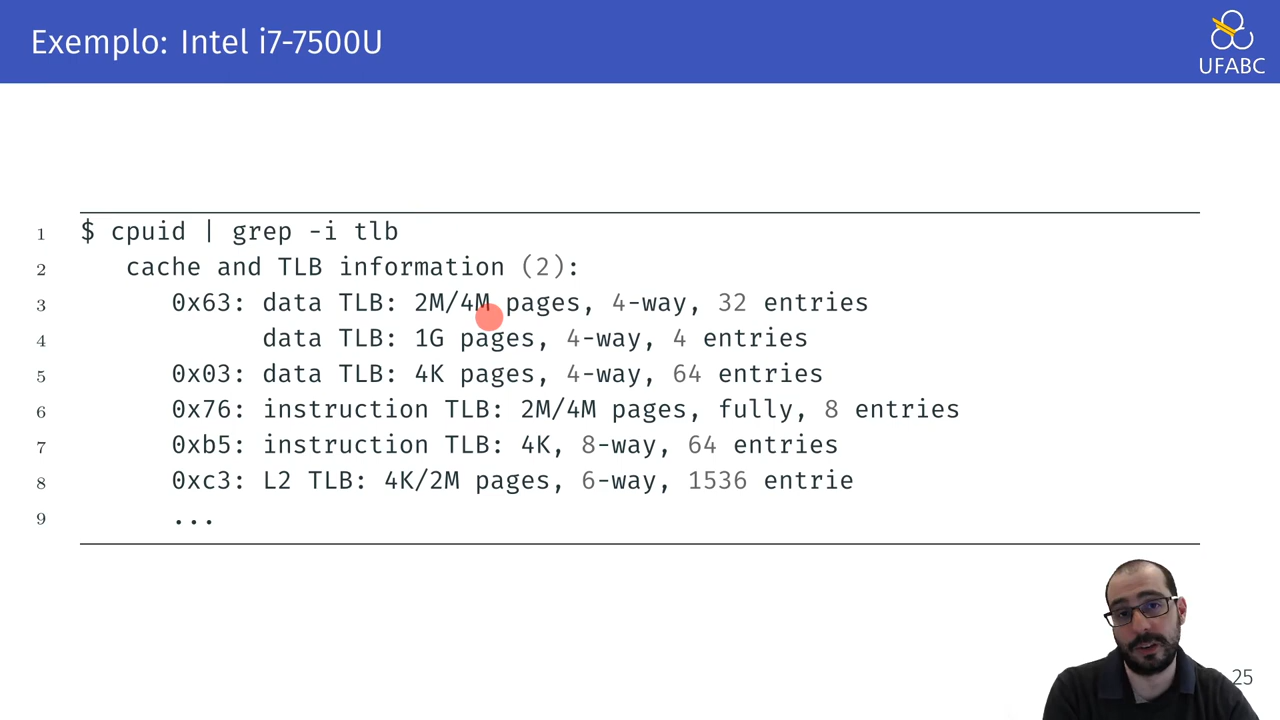 Exemplo: Intel i7-7500U
UFABC
1 $ cpuid | grep -i tlb
2 cache and TLB information (2):
3 0x63: data TLB: 2M/4M pages, 4-way, 32 entries
4 data TLB: 1G pages, 4-way, 4 entries
5 0x03: data TLB: 4K pages, 4-way, 64 entries
6 0x76: instruction TLB: 2M/4M pages, fully, 8 entries
7 0xb5: instruction TLB: 4K, 8-way, 64 entries
8 0xc3: L2 TLB: 4K/2M pages, 6-way, 1536 entrie
9 ...
25